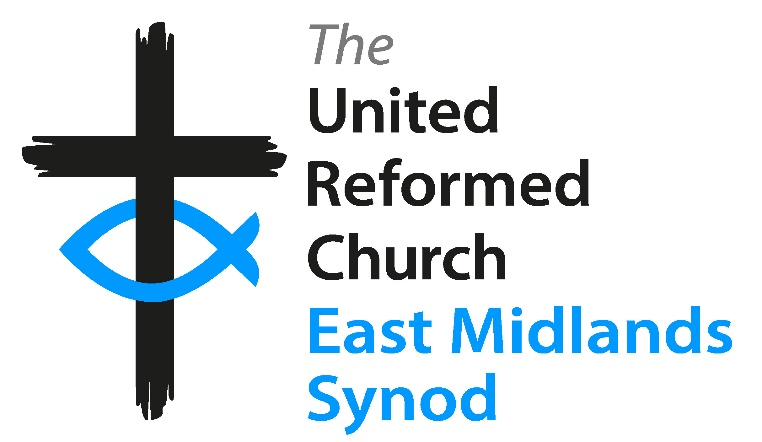 The
United
Reformed
Church
East Midlands
Synod